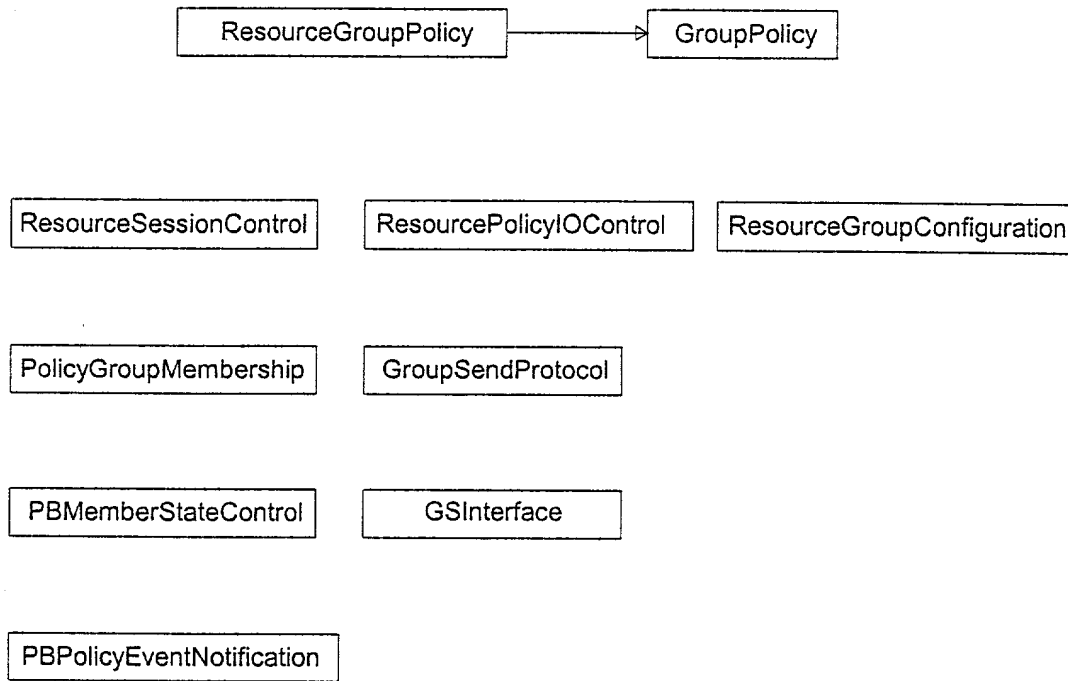 ResourceGroupPolicy
GroupPolicy
ResourceSessionControl
ResourcePolicyIOControl
ResourceGroupConfiguration
PolicyGroupMembership
GroupSendProtocol
PBMemberStateControl
GSInterface
PBPolicyEventNotification